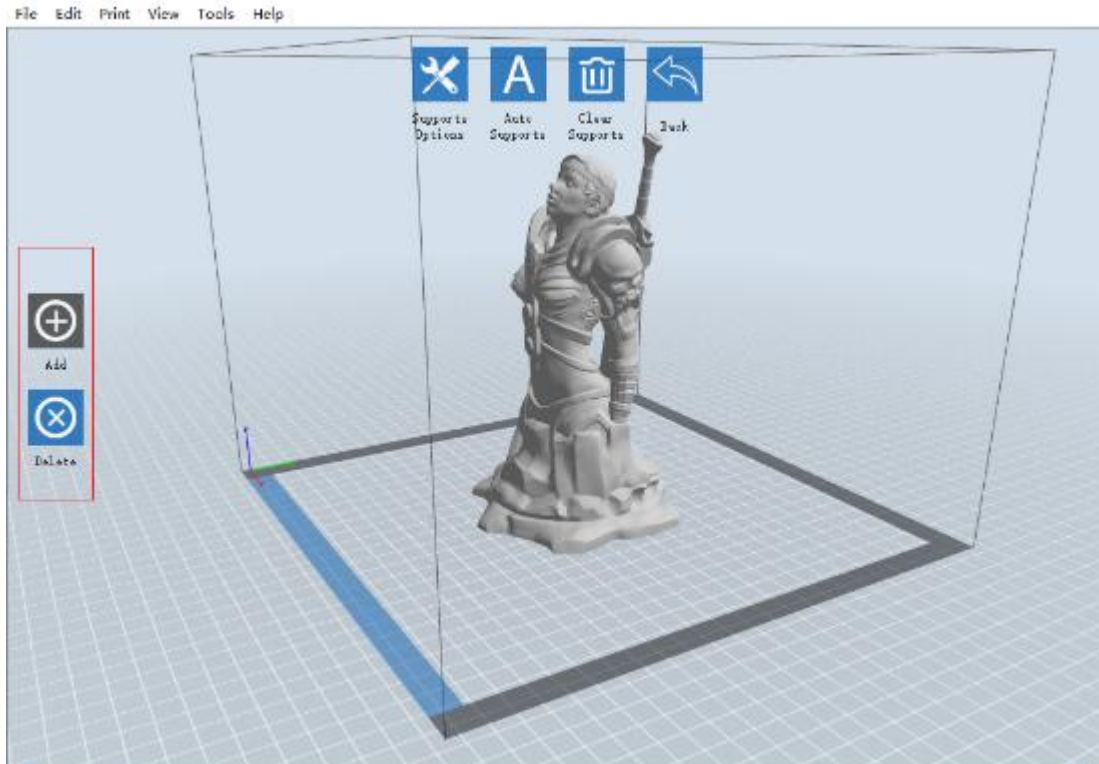 File Edit Print View Tools Help
Supports Options
A
Auto Supports
Clear Supports
Back
Add
Delete